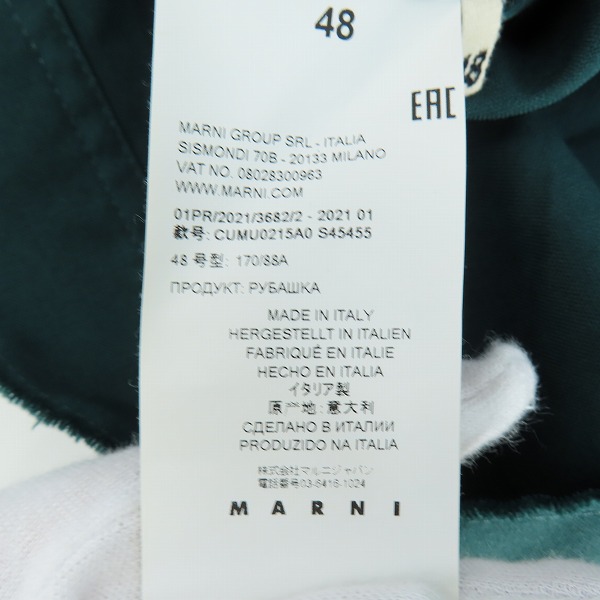 48
48
EAC
MARNI GROUP SRL - ITALIA
SISMONDI 70B - 20133 MILANO
VAT NO. 08028300963
WWW.MARNI.COM
01PR/2021/3682/2 - 2021 01
款号: CUMU0215A0 S45455
48 号型: 170/88A
ПРОДУКТ: РУБАШКА
MADE IN ITALY
HERGESTELLT IN ITALIEN
FABRIQUÉ EN ITALIE
HECHO EN ITALIA
イタリア製
原产地: 意大利
СДЕЛАНО В ИТАЛИИ
PRODUZIDO NA ITALIA
株式会社マルニジャパン
電話番号03-6416-1024
MARNI